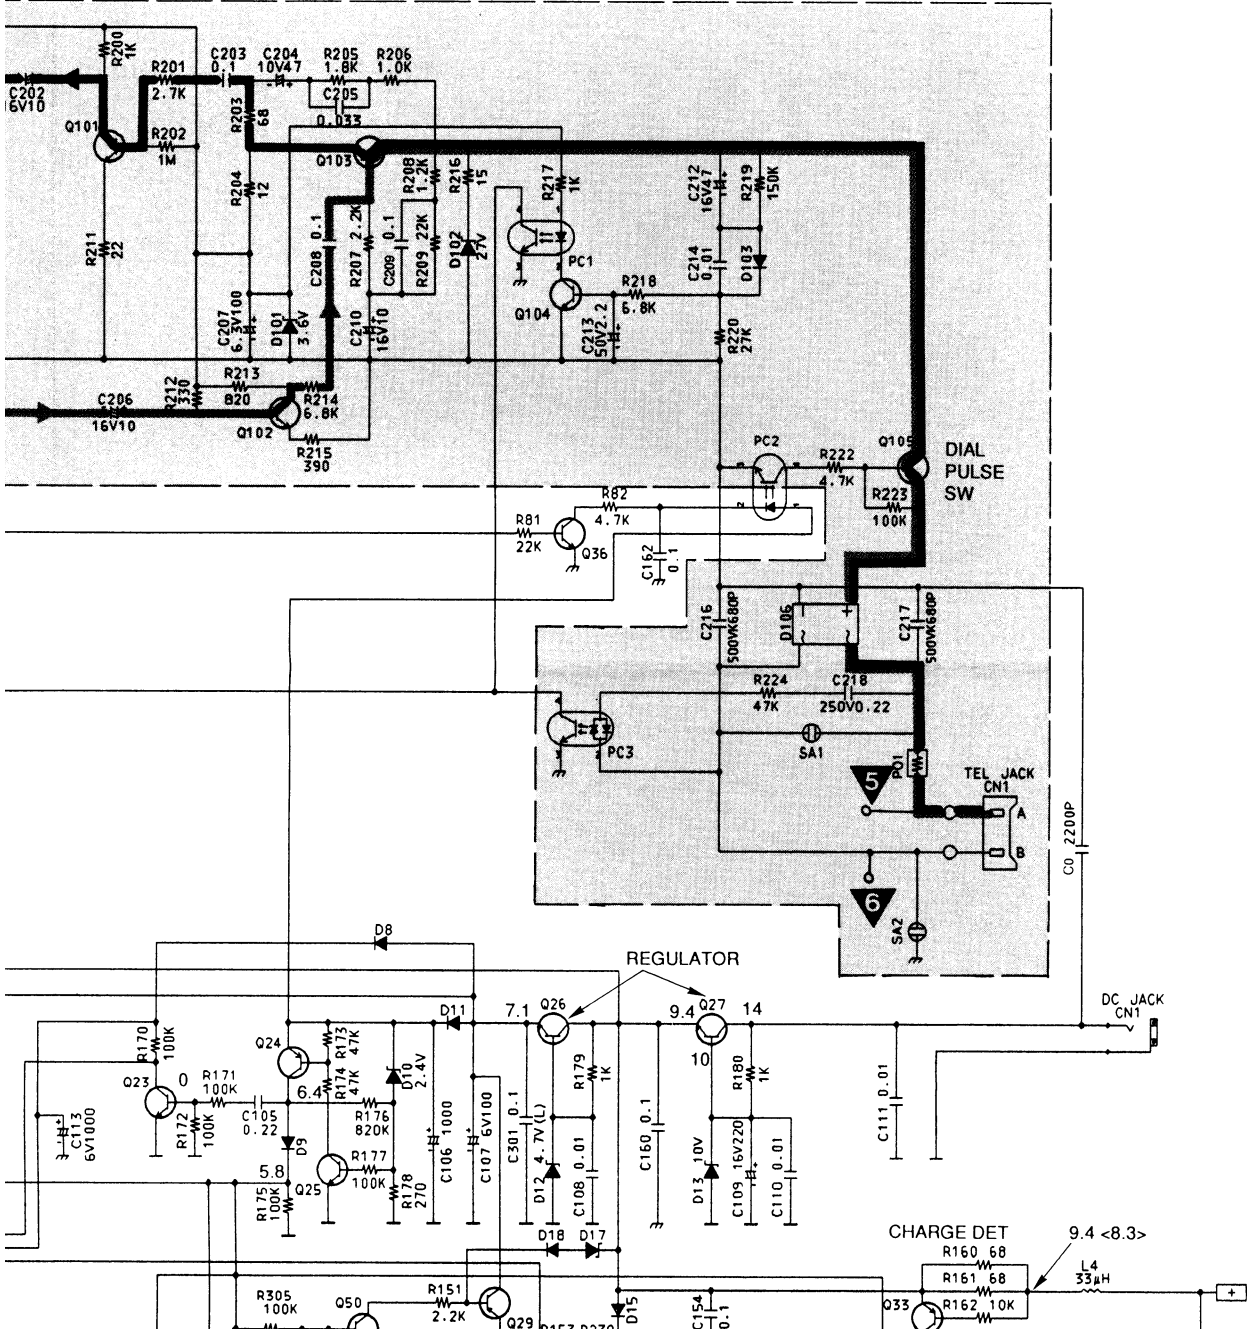 R200
1K
R201
2.7K
C203
0.1
C204
10V47
R205
1.8K
R206
1.0K
C202
6V10
C205
0.033
R203
68
Q101
R202
1M
Q103
R204
12
R208
1.2K
R216
15
R217
1K
C212
16V47
R219
150K
R211
22
C208 0.1
R207 2.2K
C209 0.1
R209 22K
D102
27V
PC1
C214
0.01
D103
C207
6.3V100
D101
3.6V
C210
16V10
Q104
R218
6.8K
C213
50V2.2
R220
27K
R212
330
R213
820
R214
6.8K
C206
16V10
Q102
R215
390
PC2
R222
4.7K
Q105
DIAL
PULSE
SW
R223
100K
R81
22K
R82
4.7K
Q36
C162
0.1
C216
500VK680P
D106
+
C217
500VK680P
R224
47K
C218
250V0.22
PC3
SA1
P01
5
TEL JACK
CN1
A
B
C0 2200P
6
SA2
D8
REGULATOR
DC JACK
CN1
D11
7.1
Q26
9.4
Q27
14
10
R170
100K
Q24
R173
47K
R174
47K
D10
2.4V
R179
1K
R180
1K
Q23
0
R171
100K
6.4
R172
100K
C105
0.22
R176
820K
C113
6V1000
D9
C106 1000
C107 6V100
C301 0.1
D12 4.7V(L)
C108 0.01
C160 0.1
D13 10V
C109 16V220
C110 0.01
C111 0.01
5.8
R175
100K
Q25
R177
100K
R178
270
D18
D17
CHARGE DET
9.4 <8.3>
R160 68
R161 68
R162 10K
L4
33μH
+
R305
100K
Q50
R151
2.2K
Q29
D15
C154
0.1
Q33